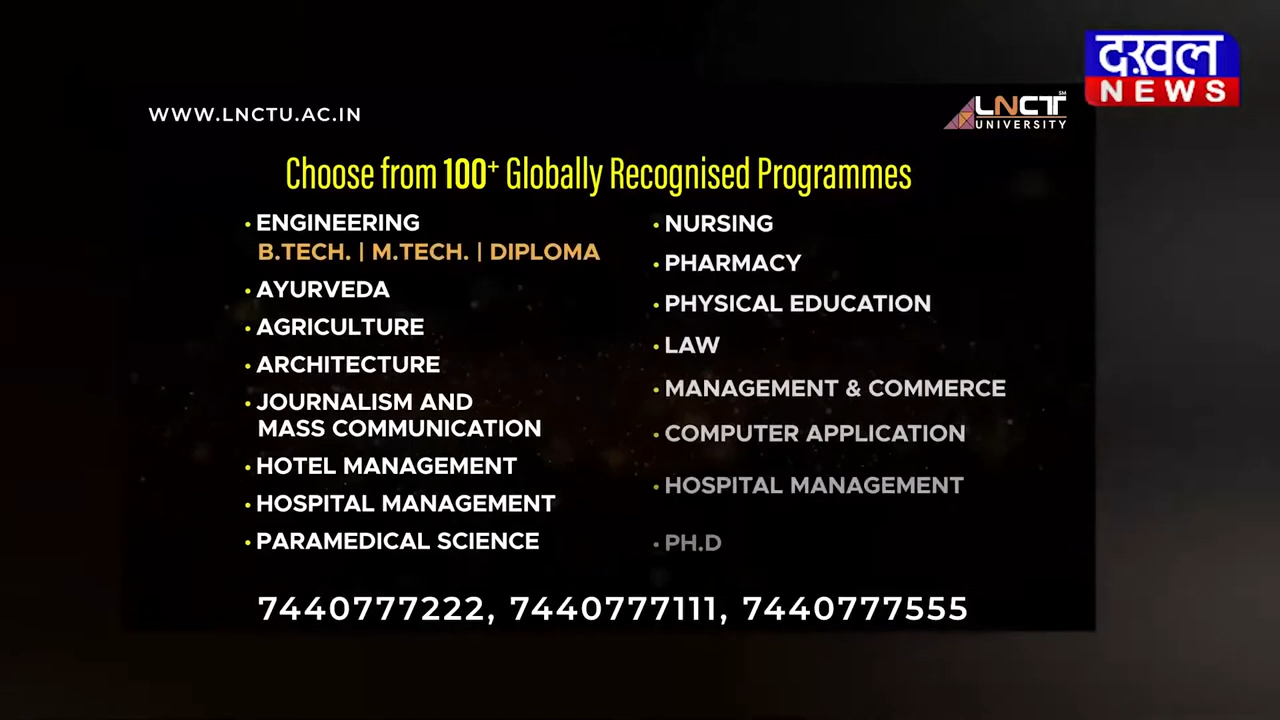 दख़ल
NEWS
WWW.LNCTU.AC.IN
LNCT SM
UNIVERSITY
Choose from 100+ Globally Recognised Programmes
• ENGINEERING
B.TECH. | M.TECH. | DIPLOMA
• AYURVEDA
• AGRICULTURE
• ARCHITECTURE
• JOURNALISM AND
MASS COMMUNICATION
• HOTEL MANAGEMENT
• HOSPITAL MANAGEMENT
• PARAMEDICAL SCIENCE
• NURSING
• PHARMACY
• PHYSICAL EDUCATION
• LAW
• MANAGEMENT & COMMERCE
• COMPUTER APPLICATION
• HOSPITAL MANAGEMENT
• PH.D
7440777222, 7440777111, 7440777555